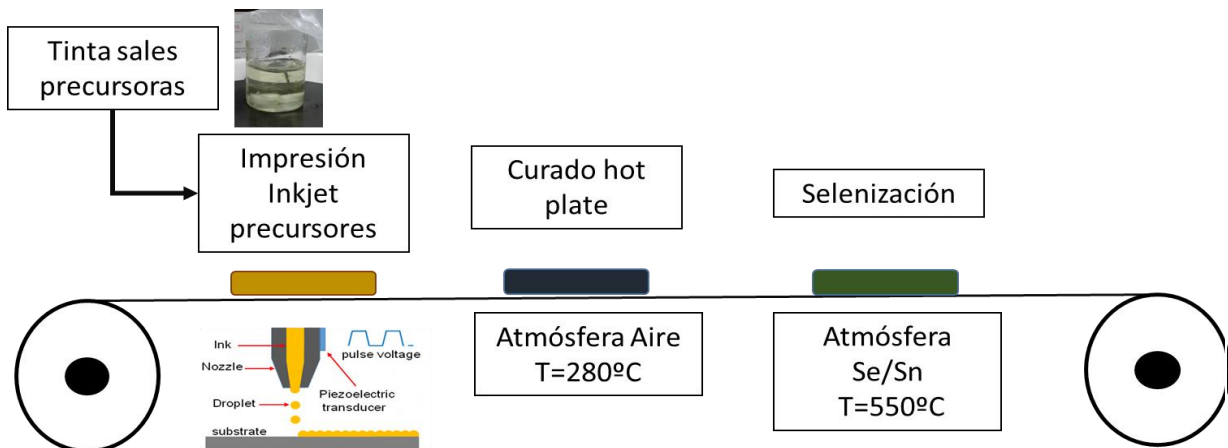 Tinta sales
precursoras
Impresión
Inkjet
precursores
Curado hot
plate
Selenización
Ink
Nozzle
Droplet
substrate
pulse voltage
Piezoelectric
transducer
Atmósfera Aire
T=280ºC
Atmósfera
Se/Sn
T=550ºC